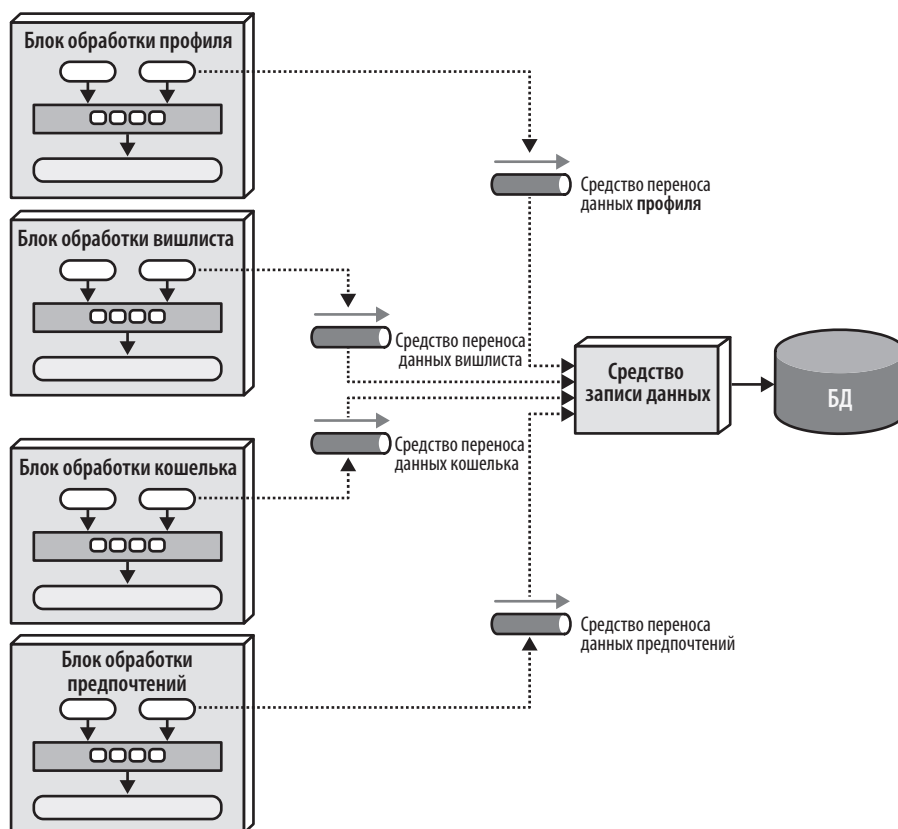 Блок обработки профиля
Средство переноса
данных профиля
Блок обработки вишлиста
Средство переноса
данных вишлиста
Средство
записи данных
БД
Средство переноса
данных кошелька
Блок обработки кошелька
Средство переноса
данных предпочтений
Блок обработки
предпочтений